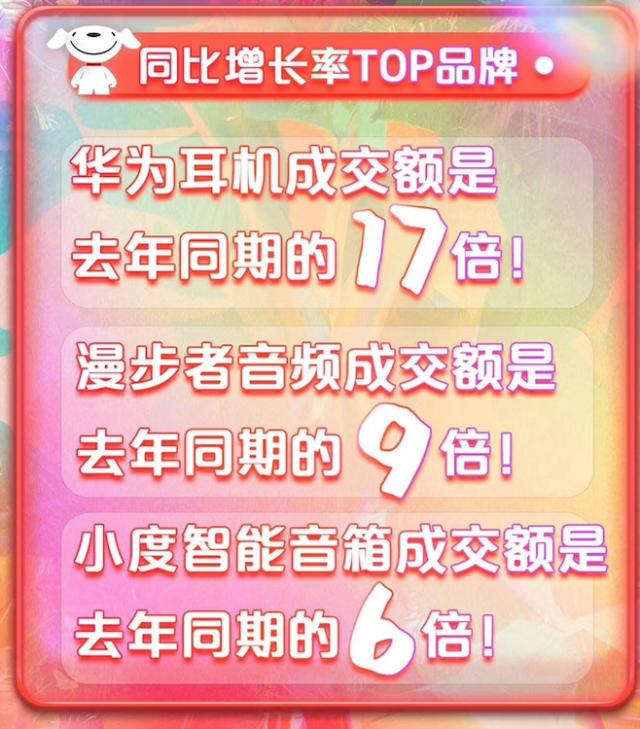 同比增长率TOP品牌
华为耳机成交额是
去年同期的17倍！
漫步者音频成交额是
去年同期的9倍！
小度智能音箱成交额是
去年同期的6倍！